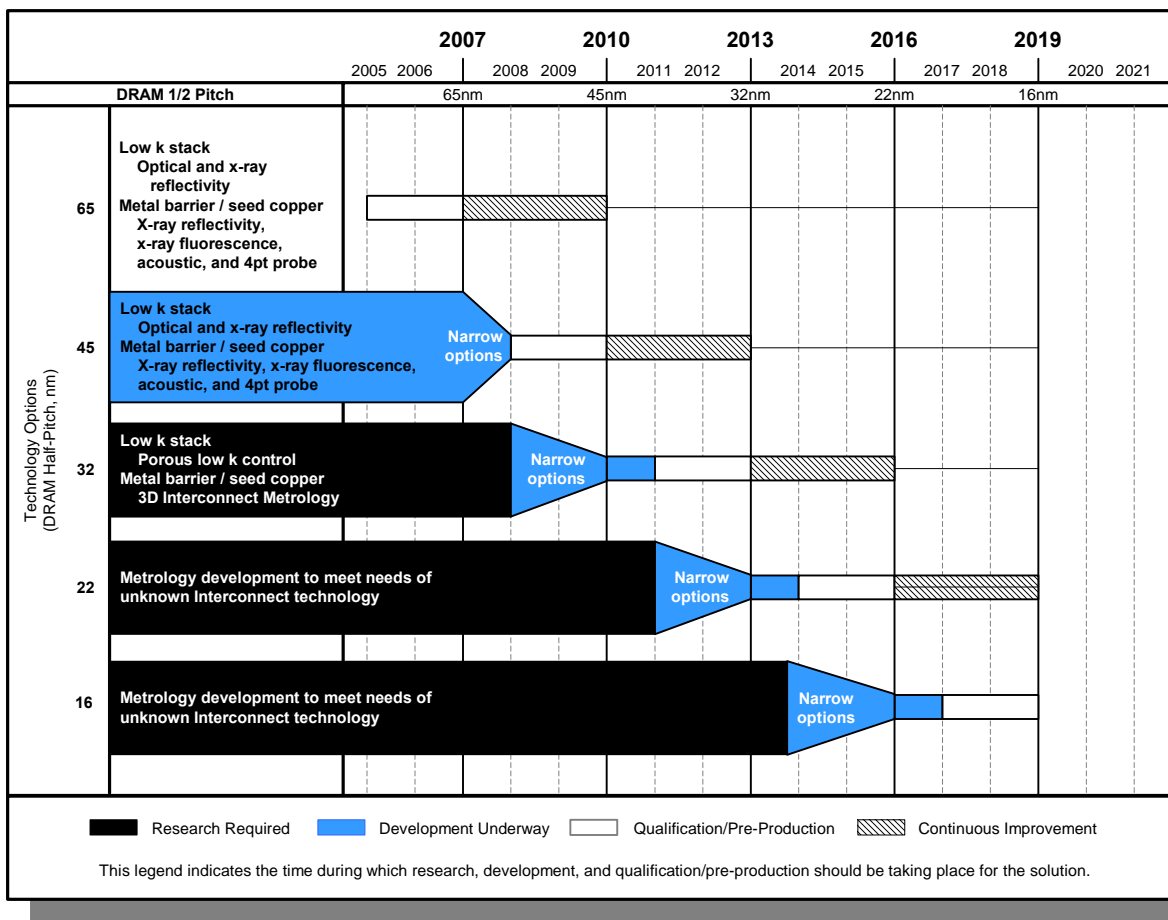 2007 2010 2013 2016 2019
2005 2006 2008 2009 2011 2012 2014 2015 2017 2018 2020 2021
DRAM 1/2 Pitch 65nm 45nm 32nm 22nm 16nm
Technology Options
(DRAM Half-Pitch, nm)
65
Low k stack
Optical and x-ray
reflectivity
Metal barrier / seed copper
X-ray reflectivity,
x-ray fluorescence,
acoustic, and 4pt probe
45
Low k stack
Optical and x-ray reflectivity
Metal barrier / seed copper
X-ray reflectivity, x-ray fluorescence,
acoustic, and 4pt probe
Narrow
options
32
Low k stack
Porous low k control
Metal barrier / seed copper
3D Interconnect Metrology
Narrow
options
22
Metrology development to meet needs of
unknown Interconnect technology
Narrow
options
16
Metrology development to meet needs of
unknown Interconnect technology
Narrow
options
Research Required Development Underway Qualification/Pre-Production Continuous Improvement
This legend indicates the time during which research, development, and qualification/pre-production should be taking place for the solution.